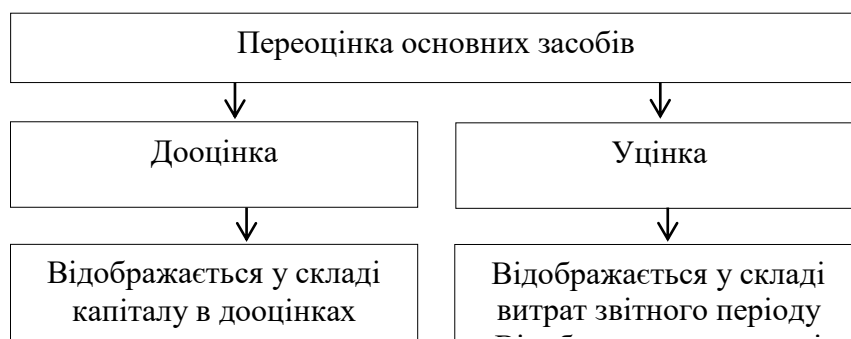 Переоцінка основних засобів
Дооцінка
Уцінка
Відображається у складі
капіталу в дооцінках
Відображається у складі
витрат звітного періоду